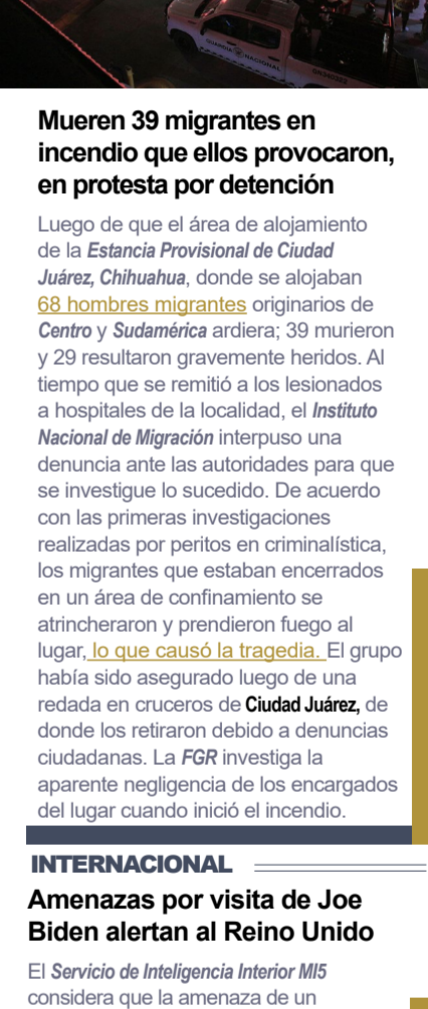 GUARDIA NACIONAL
Mueren 39 migrantes en
incendio que ellos provocaron,
en protesta por detención
Luego de que el área de alojamiento
de la Estancia Provisional de Ciudad
Juárez, Chihuahua, donde se alojaban
68 hombres migrantes originarios de
Centro y Sudamérica ardiera; 39 murieron
y 29 resultaron gravemente heridos. Al
tiempo que se remitió a los lesionados
a hospitales de la localidad, el Instituto
Nacional de Migración interpuso una
denuncia ante las autoridades para que
se investigue lo sucedido. De acuerdo
con las primeras investigaciones
realizadas por peritos en criminalística,
los migrantes que estaban encerrados
en un área de confinamiento se
atrincheraron y prendieron fuego al
lugar, lo que causó la tragedia. El grupo
había sido asegurado luego de una
redada en cruceros de Ciudad Juárez, de
donde los retiraron debido a denuncias
ciudadanas. La FGR investiga la
aparente negligencia de los encargados
del lugar cuando inició el incendio.
INTERNACIONAL
Amenazas por visita de Joe
Biden alertan al Reino Unido
El Servicio de Inteligencia Interior MI5
considera que la amenaza de un